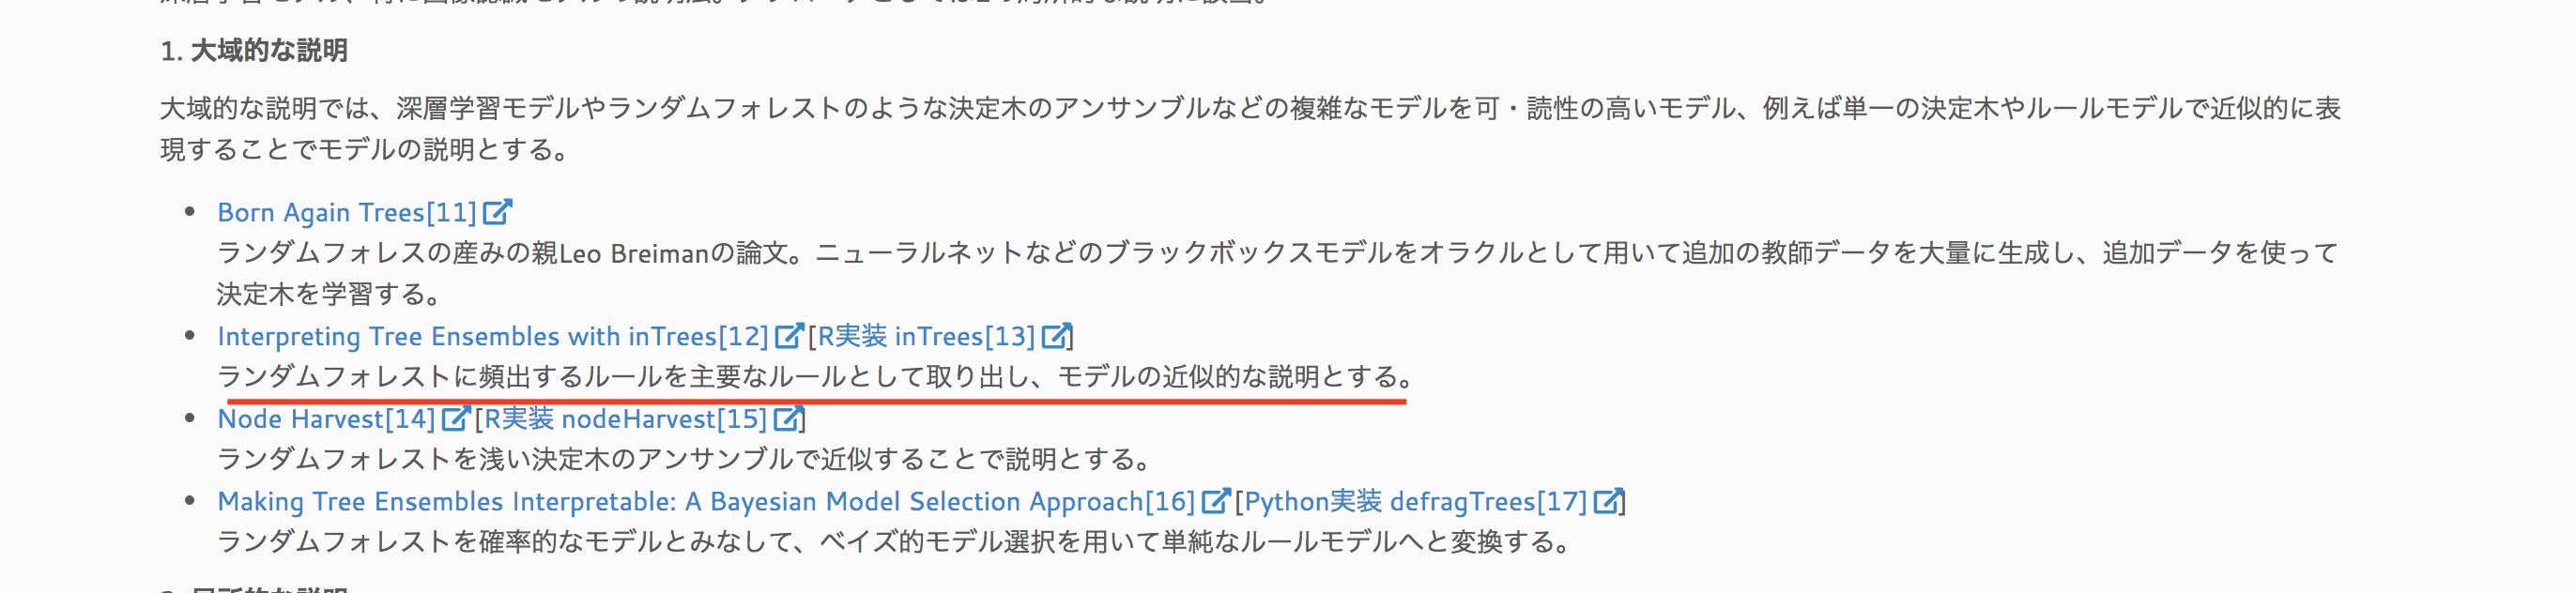 1. 大域的な説明
大域的な説明では、深層学習モデルやランダムフォレストのような決定木のアンサンブルなどの複雑なモデルを可・読性の高いモデル、例えば単一の決定木やルールモデルで近似的に表
現することでモデルの説明とする。
Born Again Trees[11]
ランダムフォレスの産みの親Leo Breimanの論文。ニューラルネットなどのブラックボックスモデルをオラクルとして用いて追加の教師データを大量に生成し、追加データを使って
決定木を学習する。
Interpreting Tree Ensembles with inTrees[12] [R実装 inTrees[13] ]
ランダムフォレストに頻出するルールを主要なルールとして取り出し、モデルの近似的な説明とする。
Node Harvest[14] [R実装 nodeHarvest[15] ]
ランダムフォレストを浅い決定木のアンサンブルで近似することで説明とする。
Making Tree Ensembles Interpretable: A Bayesian Model Selection Approach[16] [Python実装 defragTrees[17] ]
ランダムフォレストを確率的なモデルとみなして、ベイズ的モデル選択を用いて単純なルールモデルへと変換する。